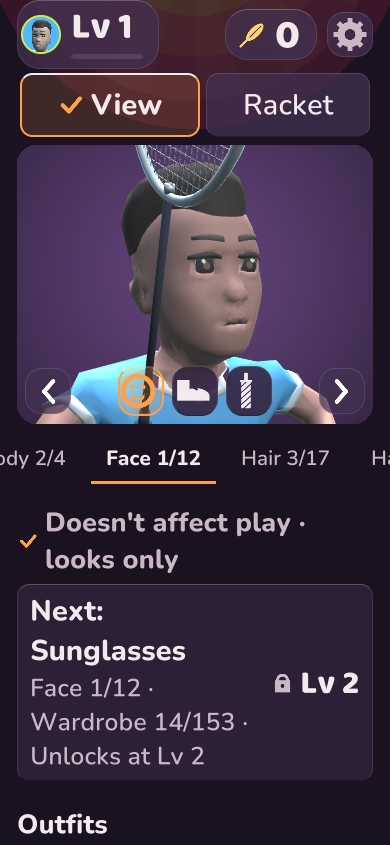 Lv 1
0
View
Racket
ody 2/4
Face 1/12
Hair 3/17
Ha
Doesn't affect play ·
looks only
Next:
Sunglasses
Face 1/12 ·
Wardrobe 14/153 ·
Unlocks at Lv 2
Lv 2
Outfits